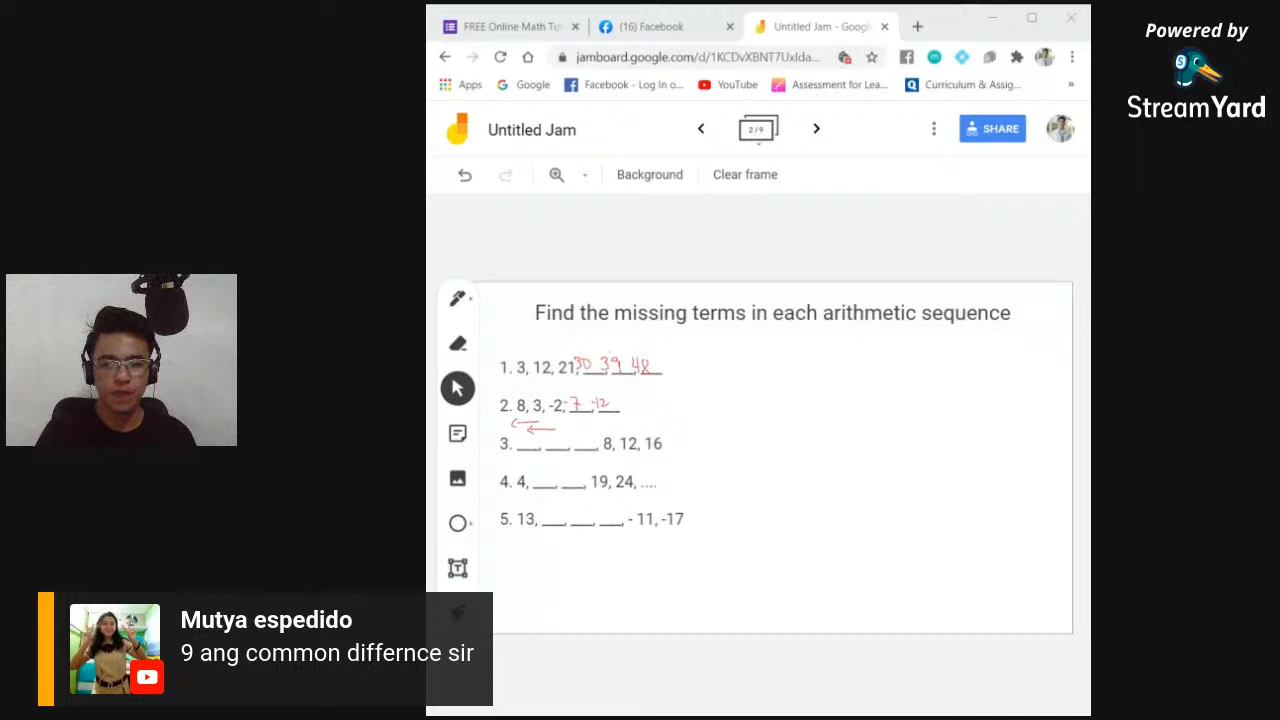 FREE Online Math Tu
(16) Facebook
Untitled Jam - Goog
jamboard.google.com/d/1KCDvXBNT7UxIda...
Apps
Google
Facebook - Log In o...
YouTube
Assessment for Lea...
Curriculum & Assig...
»
Untitled Jam
2 / 9
SHARE
Background
Clear frame
Find the missing terms in each arithmetic sequence
1. 3, 12, 21, 30 39 48
2. 8, 3, -2, -7, -12
3. ___, ___, ___, 8, 12, 16
4. 4, ___, ___, 19, 24, ....
5. 13, ___, ___, ___, - 11, -17
Mutya espedido
9 ang common differnce sir
Powered by
StreamYard